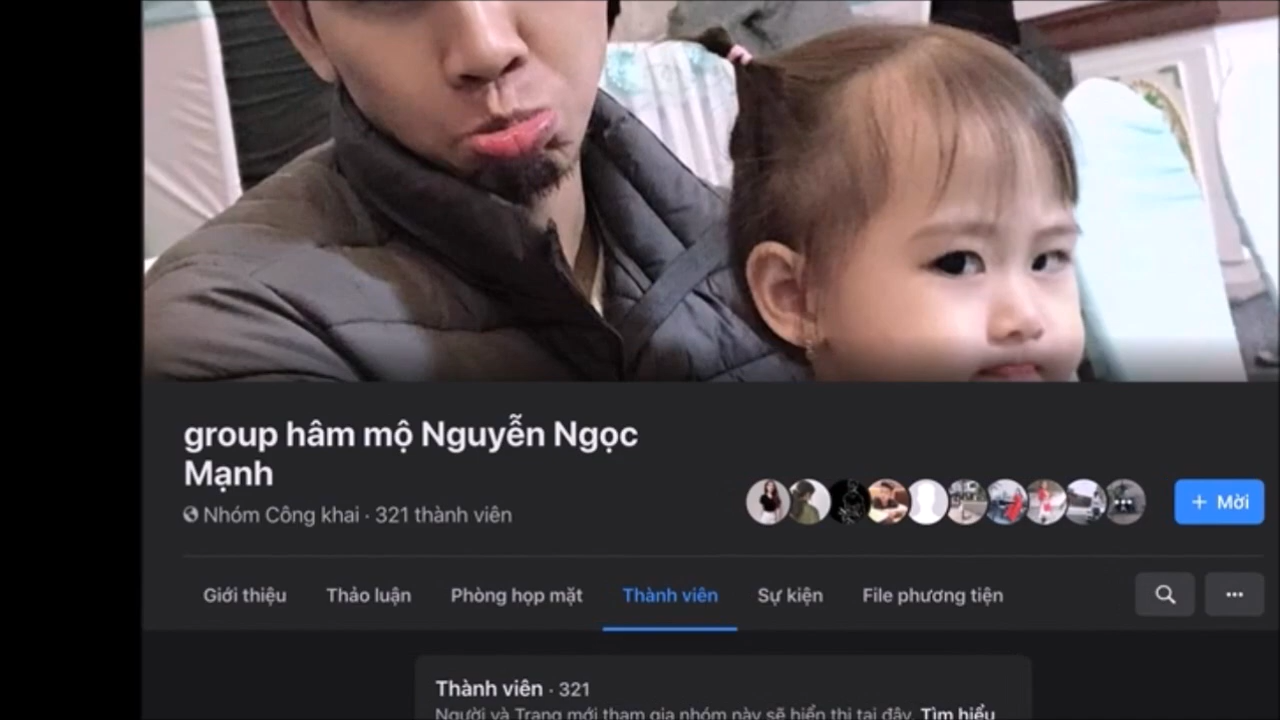 group hâm mộ Nguyễn Ngọc
Mạnh
Nhóm Công khai · 321 thành viên
+ Mời
Giới thiệu Thảo luận Phòng họp mặt Thành viên Sự kiện File phương tiện
Thành viên · 321
Người và Trang mới tham gia nhóm này sẽ hiển thị tại đây. Tìm hiểu